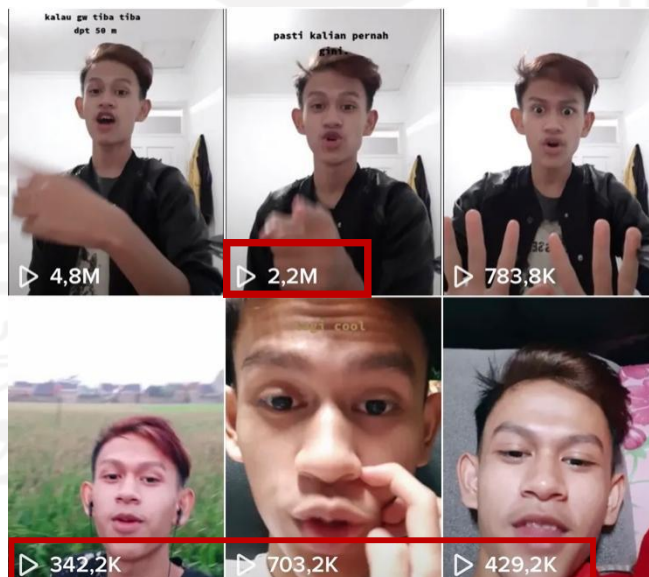 kalau gw tiba tiba
dpt 50 m
pasti kalian pernah
gini.
4,8M
2,2M
783,8K
cool
342,2K
703,2K
429,2K